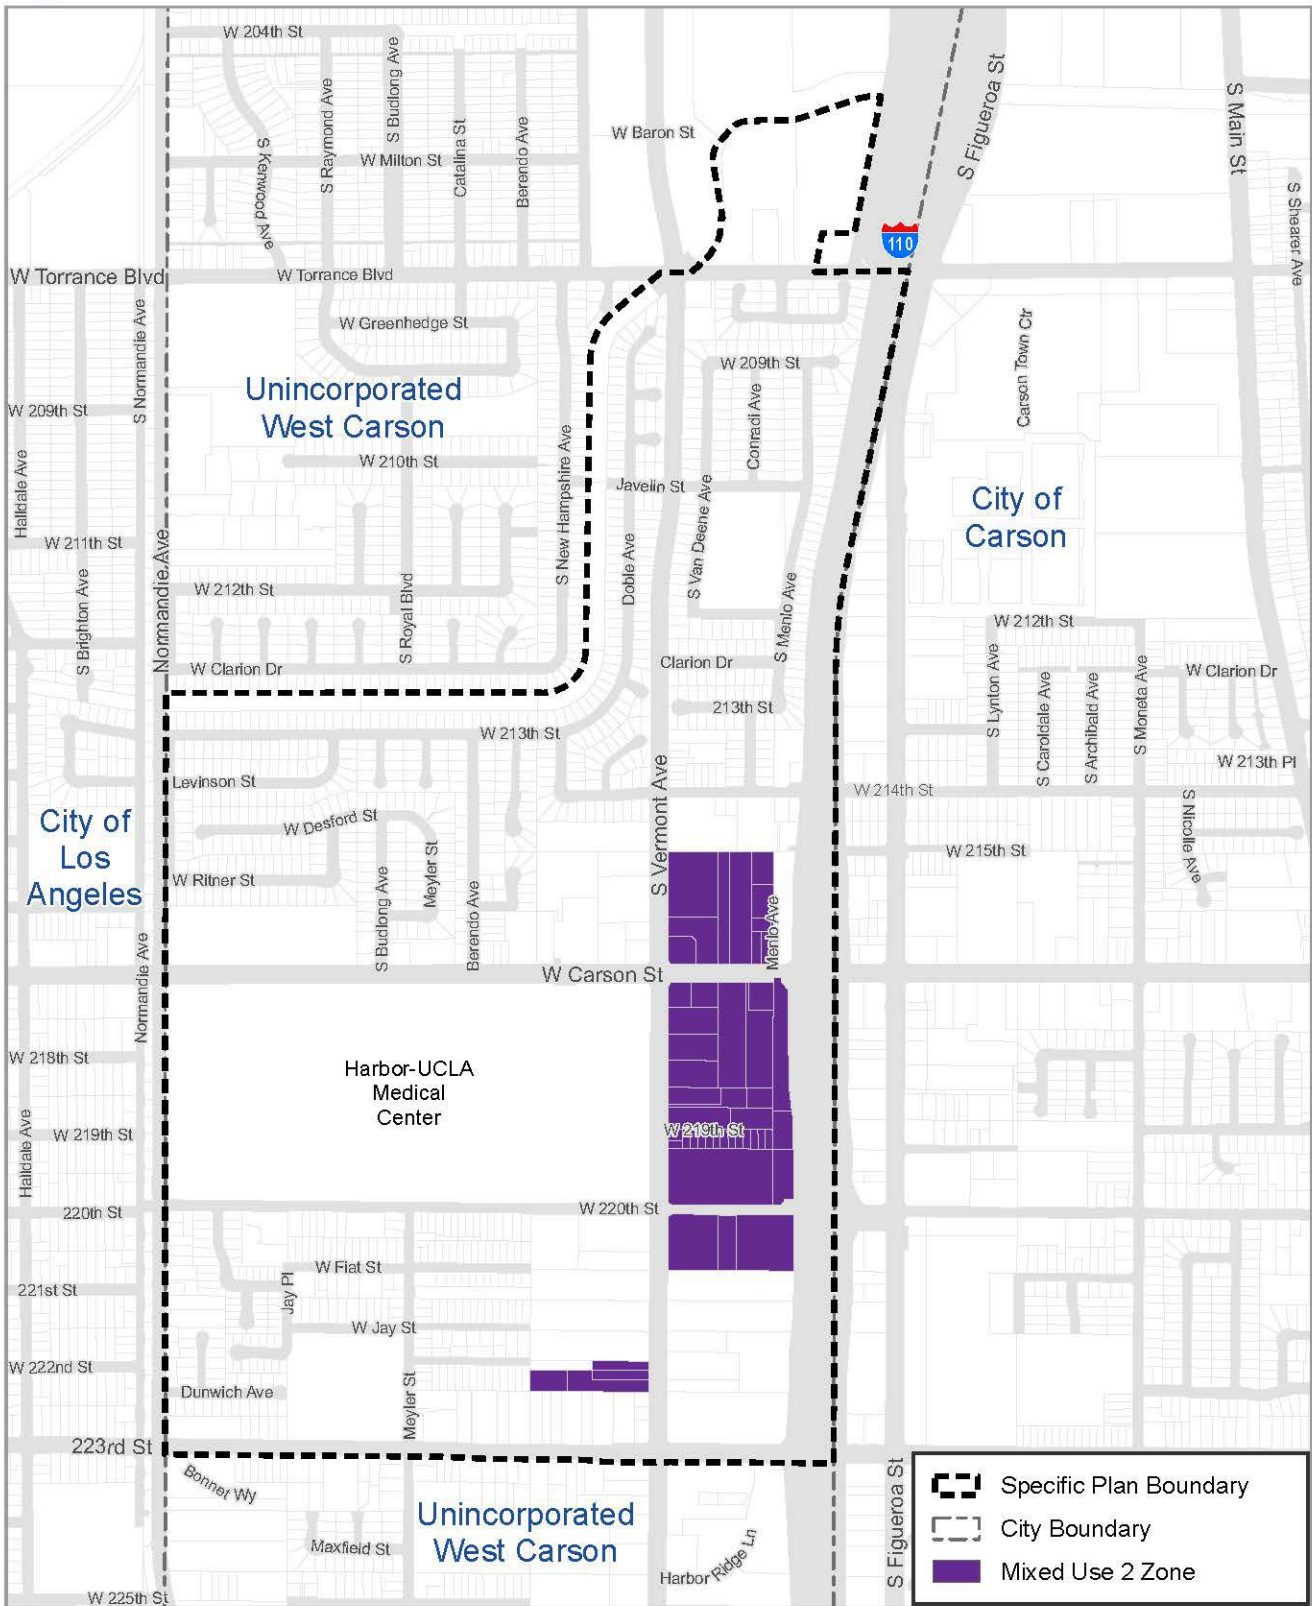 W 204th St
S Kenwood Ave
S Raymond Ave
S Budlong Ave
Catalina St
Berendo Ave
W Milton St
W Baron St
S Figueroa St
S Main St
S Shearer Ave
110
W Torrance Blvd
W Torrance Blvd
S Normandie Ave
W Greenhedge St
W 209th St
Conradi Ave
Carson Town Ctr
Unincorporated
West Carson
W 209th St
Halldale Ave
W 210th St
S New Hampshire Ave
Javelin St
S Van Deene Ave
City of
Carson
W 211th St
Normandie Ave
S Brighton Ave
W 212th St
S Royal Blvd
Doble Ave
S Menlo Ave
W 212th St
W Clarion Dr
Clarion Dr
S Lynton Ave
S Caroldale Ave
S Archibald Ave
S Moneta Ave
W Clarion Dr
213th St
W 213th St
W 213th Pl
Levinson St
S Vermont Ave
W 214th St
S Nicolle Ave
City of
Los
Angeles
W Desford St
Meyler St
W 215th St
W Ritner St
S Budlong Ave
Berendo Ave
Menlo Ave
Normandie Ave
W Carson St
W 218th St
Harbor-UCLA
Medical
Center
Halldale Ave
W 219th St
W 219th St
220th St
W 220th St
W Fiat St
Jay Pl
221st St
W Jay St
W 222nd St
Dunwich Ave
Meyler St
223rd St
Bonnet Wy
Unincorporated
West Carson
Maxfield St
Harbor Ridge Ln
S Figueroa St
W 225th St
Specific Plan Boundary
City Boundary
Mixed Use 2 Zone